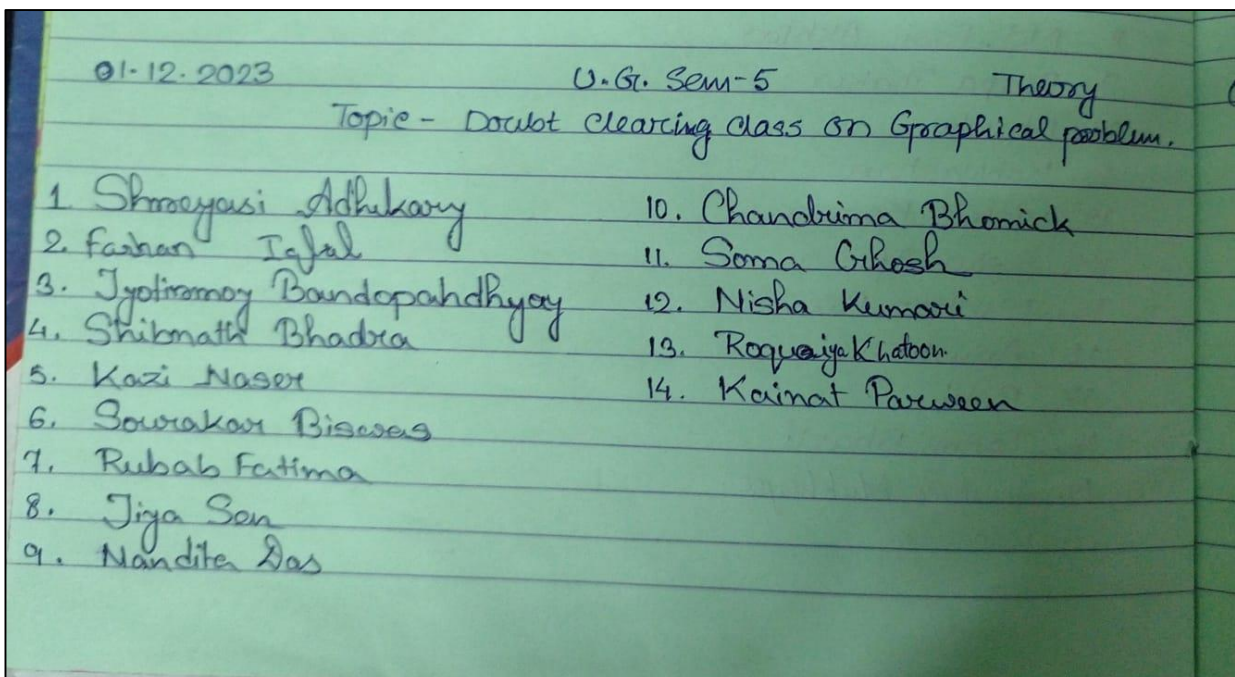 01-12-2023 U.G. Sem-5 Theory
Topic - Doubt Clearing class on Graphical problem.
1 Shreyasi Adhikary
2. Farhan Iqbal
3. Jyotirmoy Bandopahdhyay
4. Shibnath Bhadra
5. Kazi Naser
6. Sourakar Biswas
7. Rubab Fatima
8. Jiya Sen
9. Nandita Das
10. Chandrima Bhomick
11. Soma Ghosh
12. Nisha Kumari
13. Roquaiya Khatoon.
14. Kainat Parween